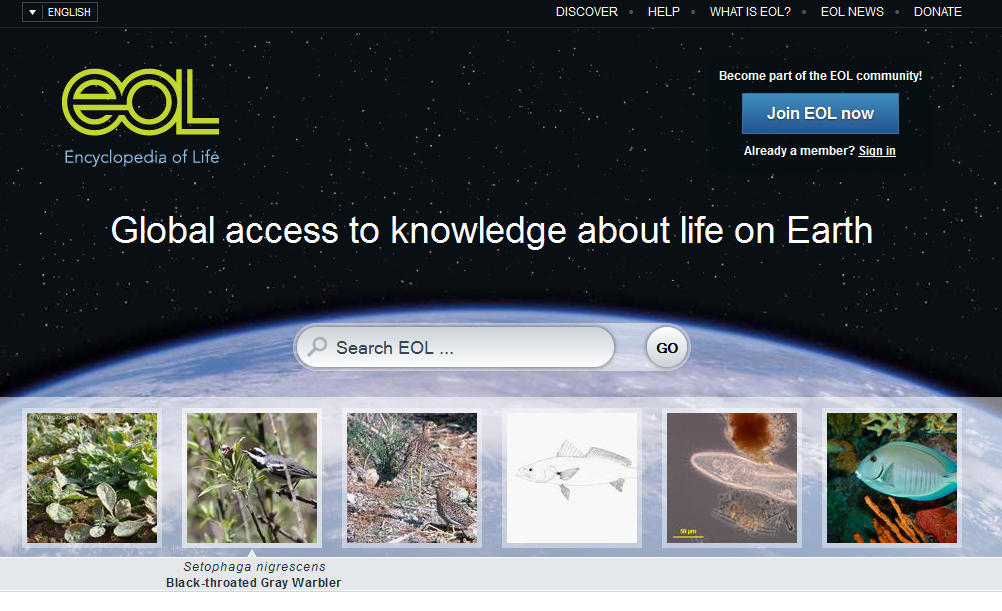 ENGLISH
DISCOVER • HELP • WHAT IS EOL? • EOL NEWS • DONATE
eol
Encyclopedia of Life
Become part of the EOL community!
Join EOL now
Already a member? Sign in
Global access to knowledge about life on Earth
Search EOL ...
GO
50 µm
Setophaga nigrescens
Black-throated Gray Warbler